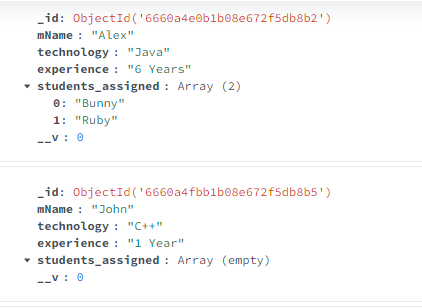 _id: ObjectId('6660a4e0b1b08e672f5db8b2')
mName : "Alex"
technology : "Java"
experience : "6 Years"
students_assigned : Array (2)
0: "Bunny"
1: "Ruby"
__v : 0
_id: ObjectId('6660a4fbb1b08e672f5db8b5')
mName : "John"
technology : "C++"
experience : "1 Year"
students_assigned : Array (empty)
__v : 0